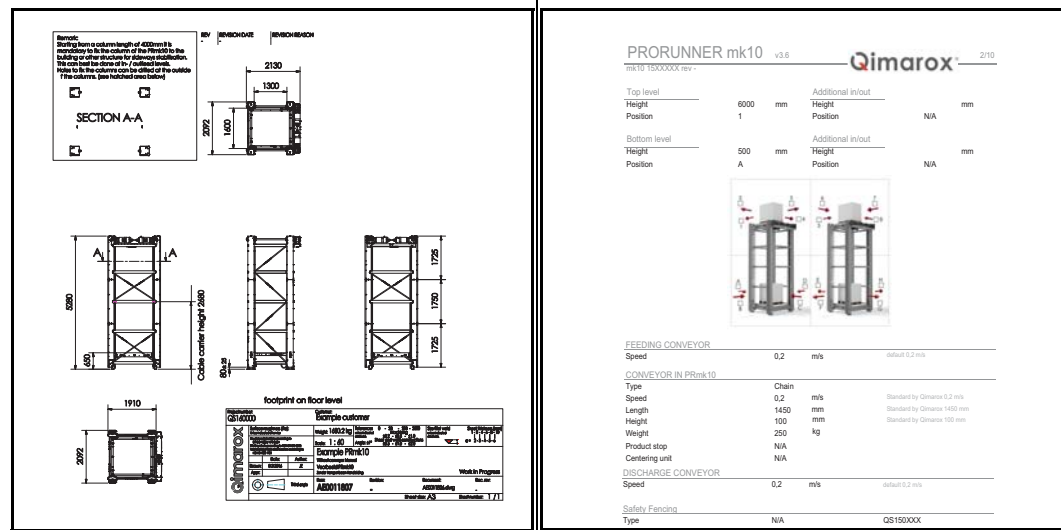 Remark:
Starting from a column length of 4000mm it is
mandatory to fix the column of the PRmk10 to the
building or other structure for sideways stabilisation.
This can best be done at in- / outfeed levels.
Holes to fix the columns can be drilled at the outside
f the columns. (see hatched area below)
SECTION A-A
REV REVISION DATE REVISION REASON
- - -
2130
1300
2092
1600
A A
5280
650
Cable carrier height 2680
80±25
1725
1750
1725
1910
2092
footprint on floor level
QS160000
Example customer
Qimarox
Scale: 1 : 60
Example PRmk10
Work in Progress
AE0011807
A3
1 / 1
PRORUNNER mk10 v3.6
Qimarox
2/10
mk10 15XXXXX rev -
Top level Additional in/out
Height 6000 mm Height mm
Position 1 Position N/A
Bottom level Additional in/out
Height 500 mm Height mm
Position A Position N/A
FEEDING CONVEYOR
Speed 0,2 m/s default 0,2 m/s
CONVEYOR IN PRmk10
Type Chain
Speed 0,2 m/s Standard by Qimarox 0,2 m/s
Length 1450 mm Standard by Qimarox 1450 mm
Height 100 mm Standard by Qimarox 100 mm
Weight 250 kg
Product stop N/A
Centering unit N/A
DISCHARGE CONVEYOR
Speed 0,2 m/s default 0,2 m/s
Safety Fencing
Type N/A QS150XXX